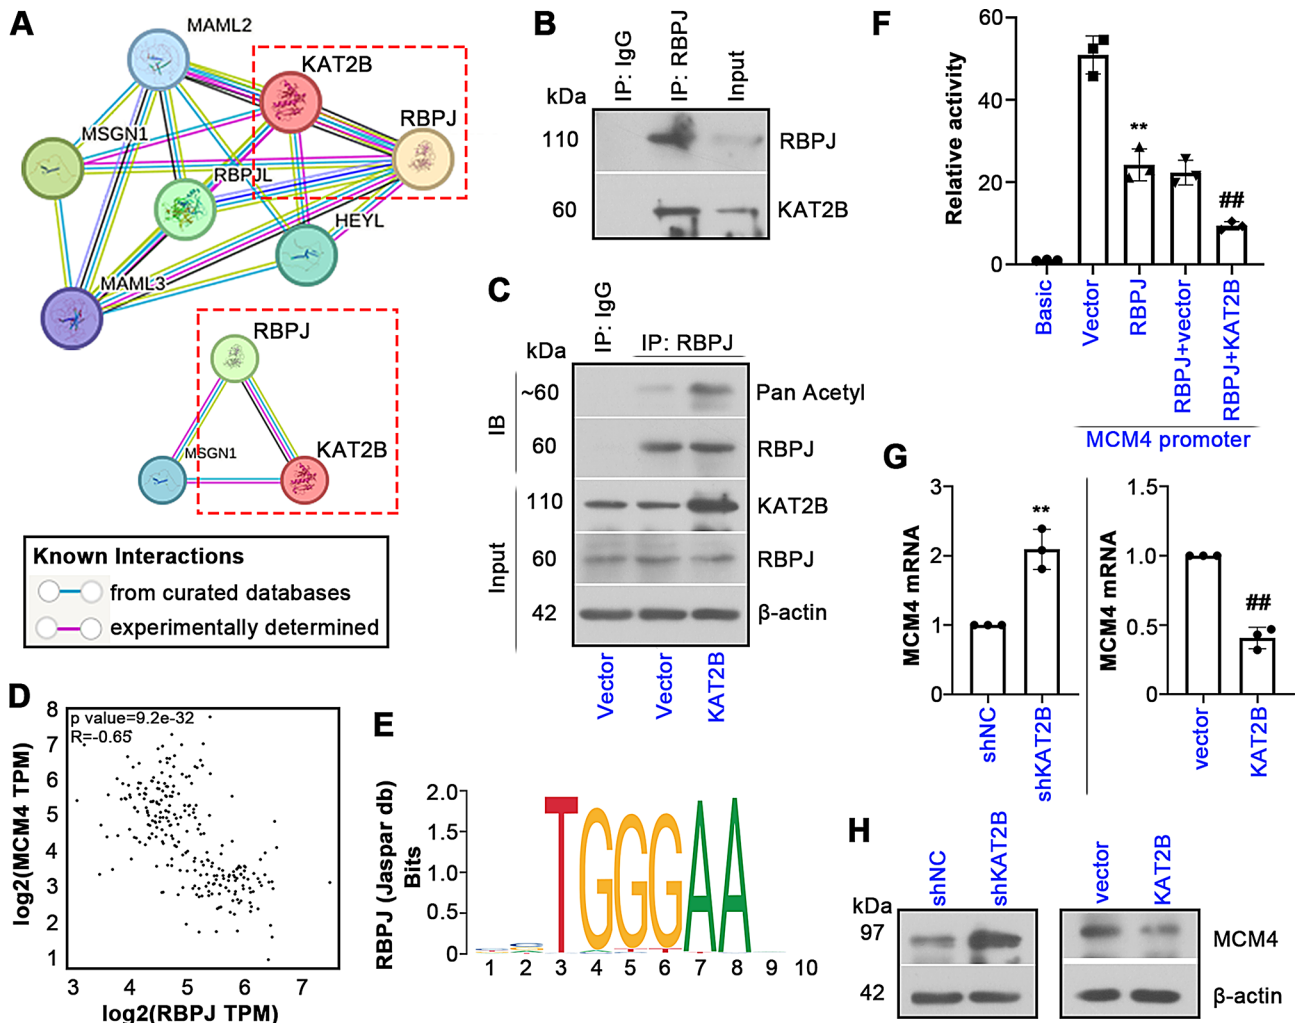 A
MAML2
KAT2B
RBPJ
MSGN1
RBPJL
HEYL
MAML3
RBPJ
MSGN1
KAT2B
Known Interactions
from curated databases
experimentally determined
B
IP: IgG
IP: RBPJ
Input
kDa
110
RBPJ
60
KAT2B
C
IP: IgG
IP: RBPJ
kDa
IB
~60
Pan Acetyl
60
RBPJ
Input
110
KAT2B
60
RBPJ
42
β-actin
Vector
Vector
KAT2B
D
p value=9.2e-32
R=-0.65
log2(MCM4 TPM)
8
7
6
5
4
3
2
1
3
4
5
6
7
log2(RBPJ TPM)
E
RBPJ (Jaspar db)
Bits
2.0
1.5
1.0
0.5
0
TGGGAA
1 2 3 4 5 6 7 8 9 10
F
Relative activity
60
40
20
0
**
##
Basic
Vector
RBPJ
RBPJ+vector
RBPJ+KAT2B
MCM4 promoter
G
MCM4 mRNA
3
2
1
0
**
shNC
shKAT2B
MCM4 mRNA
1.5
1.0
0.5
0
##
vector
KAT2B
H
shNC
shKAT2B
vector
KAT2B
kDa
97
MCM4
42
β-actin